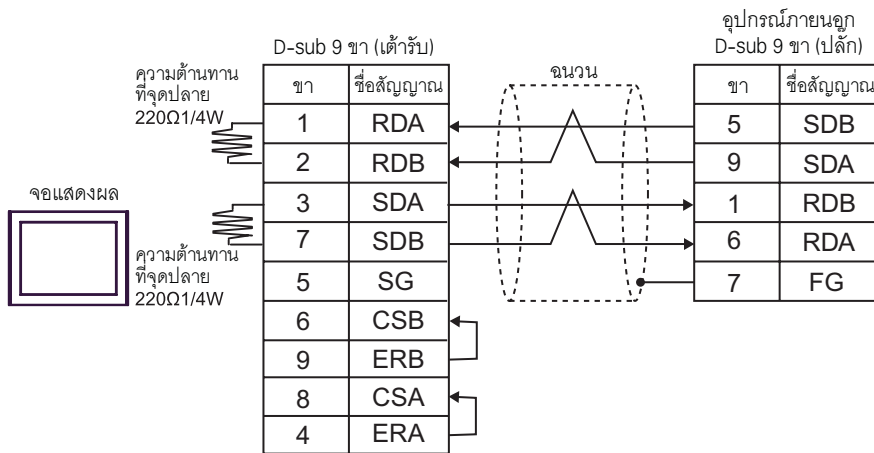 อุปกรณ์ภายนอก
D-sub 9 ขา (เต้ารับ)
D-sub 9 ขา (ปลั๊ก)
ความต้านทาน
ที่จุดปลาย
220Ω1/4W
ฉนวน
ขา ชื่อสัญญาณ
1 RDA
2 RDB
3 SDA
7 SDB
5 SG
6 CSB
9 ERB
8 CSA
4 ERA
ขา ชื่อสัญญาณ
5 SDB
9 SDA
1 RDB
6 RDA
7 FG
จอแสดงผล
ความต้านทาน
ที่จุดปลาย
220Ω1/4W